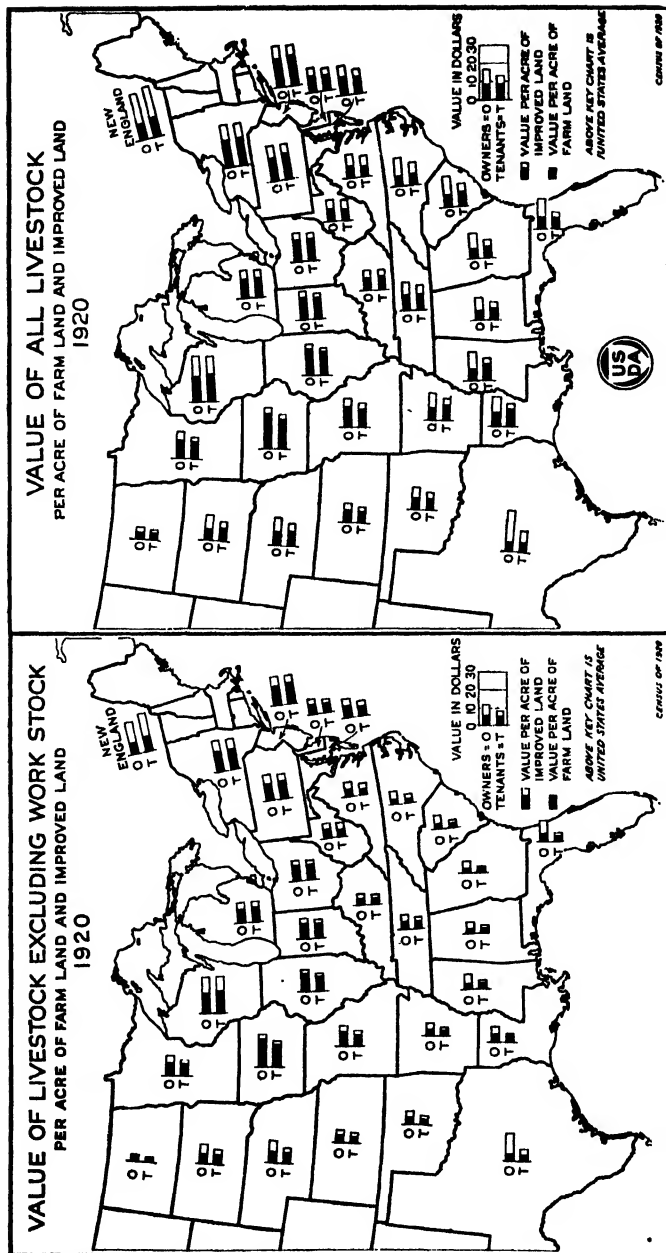 VALUE OF LIVESTOCK EXCLUDING WORK STOCK
PER ACRE OF FARM LAND AND IMPROVED LAND
1920
NEW
ENGLAND
O
T
O
T
O
T
O
T
O
T
O
T
O
T
O
T
O
T
O
T
O
T
O
T
O
T
O
T
O
T
O
T
O
T
O
T
O
T
O
T
O
T
O
T
O
T
O
T
O
T
O
T
O
T
O
T
O
T
O
T
O
T
O
T
VALUE IN DOLLARS
0 10 20 30
OWNERS = O
TENANTS = T
VALUE PER ACRE OF
IMPROVED LAND
VALUE PER ACRE OF
FARM LAND
ABOVE KEY CHART IS
UNITED STATES AVERAGE
CENSUS OF 1920
VALUE OF ALL LIVESTOCK
PER ACRE OF FARM LAND AND IMPROVED LAND
1920
NEW
ENGLAND
O
T
O
T
O
T
O
T
O
T
O
T
O
T
O
T
O
T
O
T
O
T
O
T
O
T
O
T
O
T
O
T
O
T
O
T
O
T
O
T
O
T
O
T
O
T
O
T
O
T
O
T
O
T
O
T
O
T
O
T
O
T
O
T
VALUE IN DOLLARS
0 10 20 30
OWNERS = O
TENANTS = T
VALUE PER ACRE OF
IMPROVED LAND
VALUE PER ACRE OF
FARM LAND
ABOVE KEY CHART IS
UNITED STATES AVERAGE
US
DA
CENSUS OF 1920